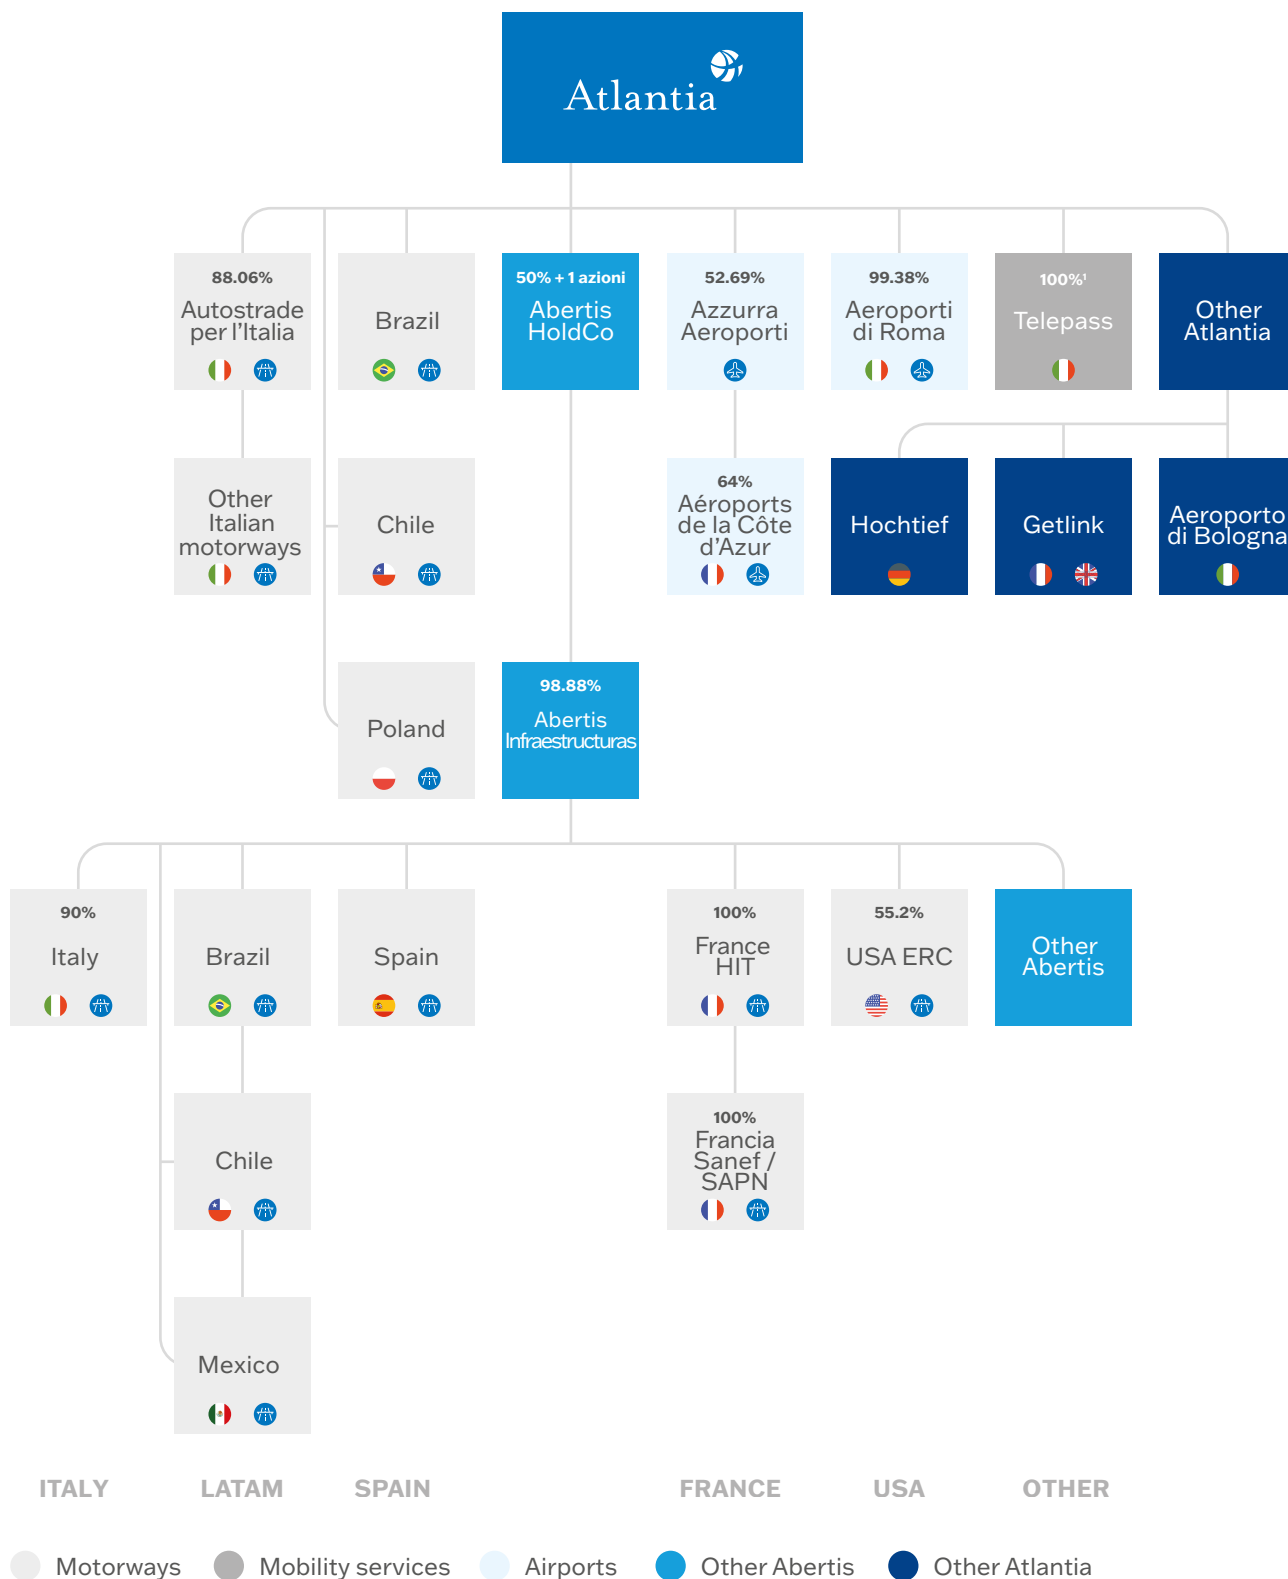 Atlantia
88.06%
Autostrade
per l'Italia
Brazil
50% + 1 azioni
Abertis
HoldCo
52.69%
Azzurra
Aeroporti
99.38%
Aeroporti
di Roma
100%¹
Telepass
Other
Atlantia
Other
Italian
motorways
Chile
64%
Aéroports
de la Côte
d'Azur
Hochtief
Getlink
Aeroporto
di Bologna
Poland
98.88%
Abertis
Infraestructuras
90%
Italy
Brazil
Spain
100%
France
HIT
55.2%
USA ERC
Other
Abertis
Chile
100%
Francia
Sanef /
SAPN
Mexico
ITALY LATAM SPAIN FRANCE USA OTHER
Motorways Mobility services Airports Other Abertis Other Atlantia